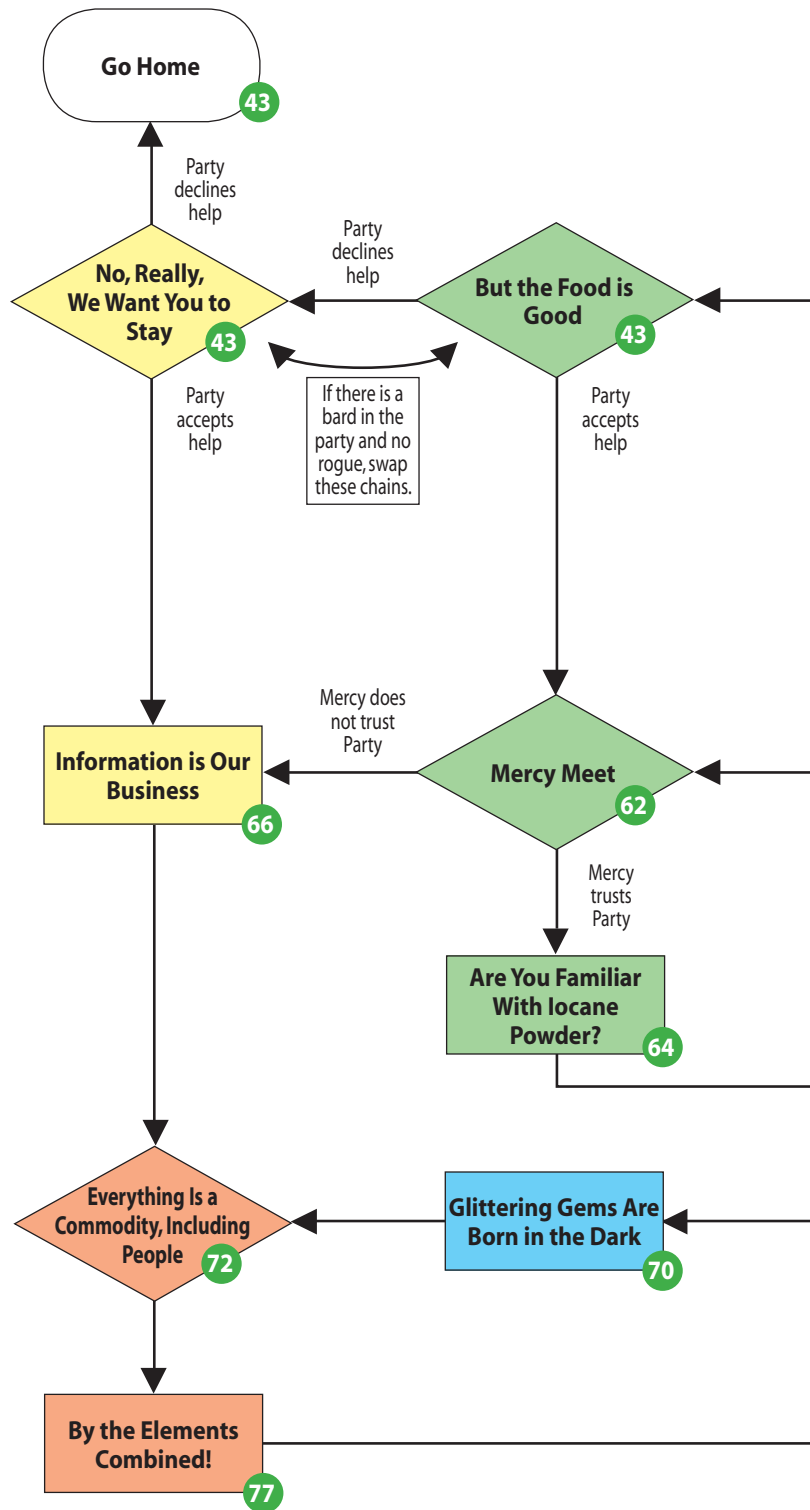 Go Home
43
Party
declines
help
Party
declines
help
No, Really,
We Want You to
Stay
43
But the Food is
Good
43
Party
accepts
help
If there is a
bard in the
party and no
rogue, swap
these chains.
Party
accepts
help
Mercy does
not trust
Party
Information is Our
Business
66
Mercy Meet
62
Mercy
trusts
Party
Are You Familiar
With Iocane
Powder?
64
Everything Is a
Commodity, Including
People
72
Glittering Gems Are
Born in the Dark
70
By the Elements
Combined!
77